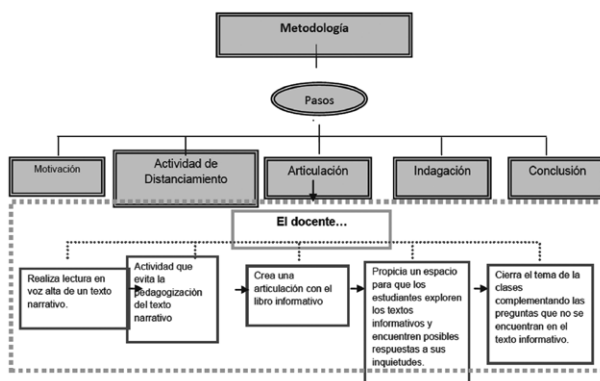 Metodología
Pasos
Motivación
Actividad de
Distanciamiento
Articulación
Indagación
Conclusión
El docente…
Realiza lectura en
voz alta de un texto
narrativo.
Actividad que
evita la
pedagogización
del texto
narrativo
Crea una
articulación con el
libro informativo
Propicia un espacio
para que los
estudiantes exploren
los textos
informativos y
encuentren posibles
respuestas a sus
inquietudes.
Cierra el tema de la
clases
complementando las
preguntas que no se
encuentran en el
texto informativo.